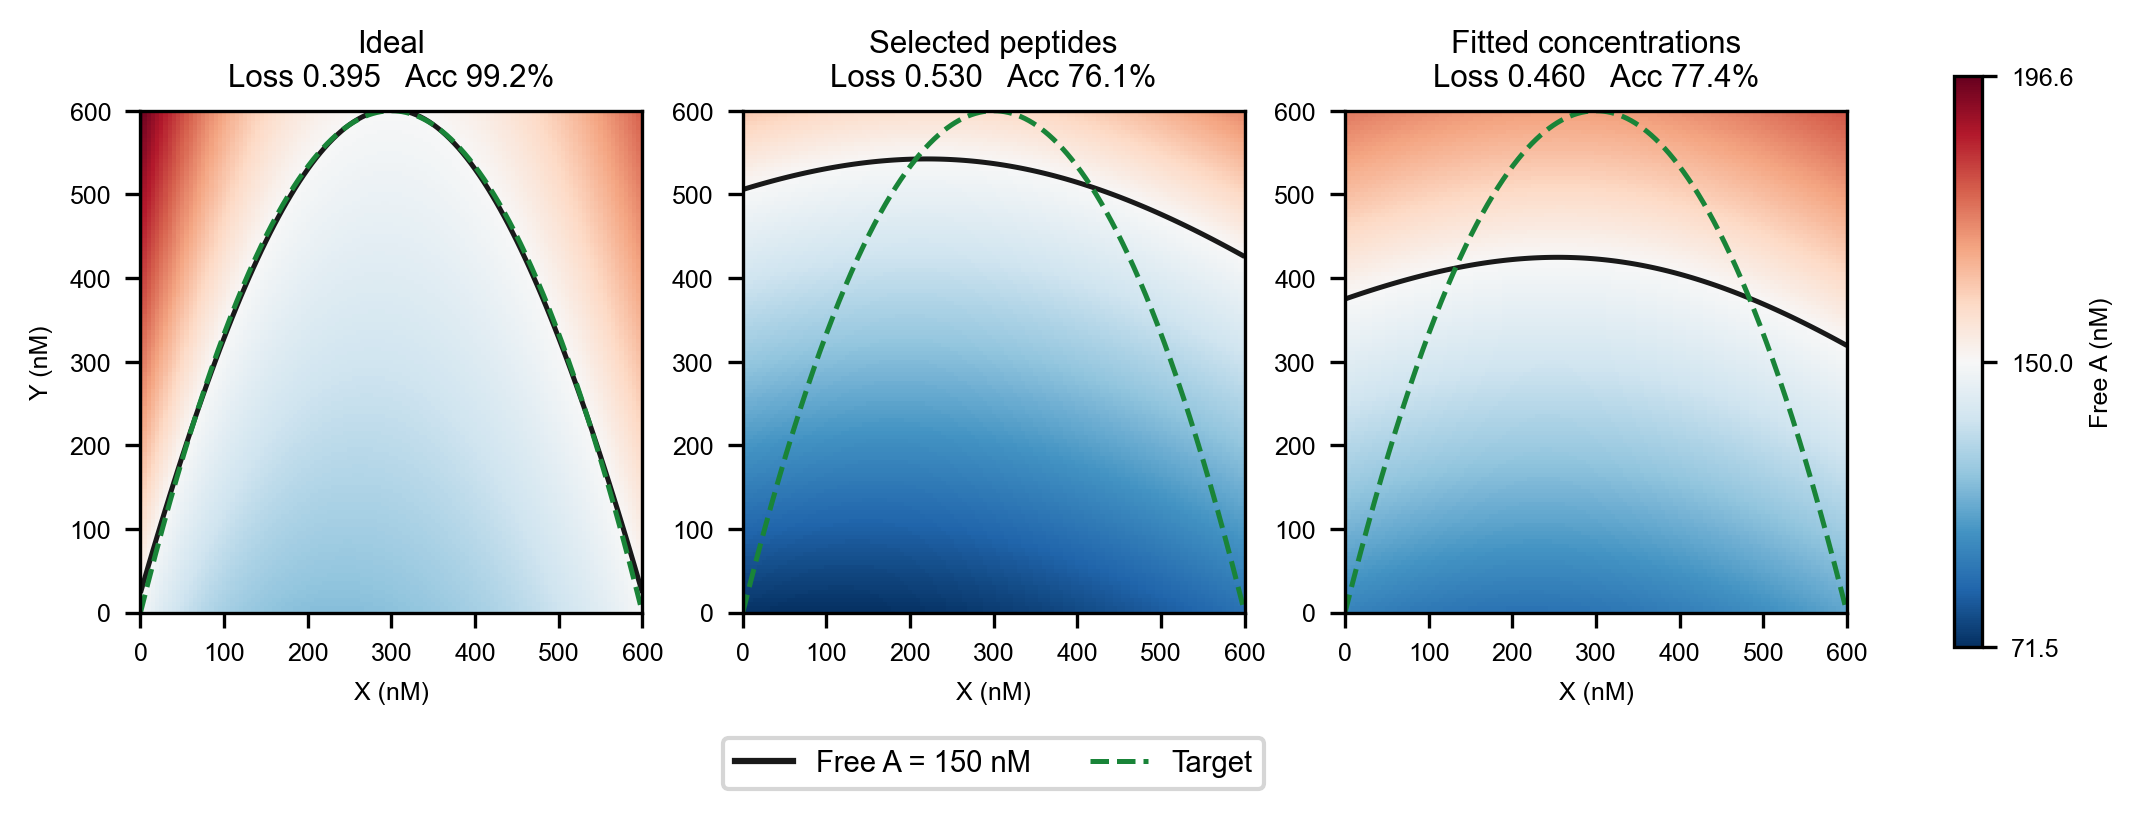 Ideal
Loss 0.395   Acc 99.2%
Selected peptides
Loss 0.530   Acc 76.1%
Fitted concentrations
Loss 0.460   Acc 77.4%
Y (nM)
600
500
400
300
200
100
0
0 100 200 300 400 500 600
X (nM)
600
500
400
300
200
100
0
0 100 200 300 400 500 600
X (nM)
600
500
400
300
200
100
0
0 100 200 300 400 500 600
X (nM)
196.6
150.0
71.5
Free A (nM)
Free A = 150 nM
Target